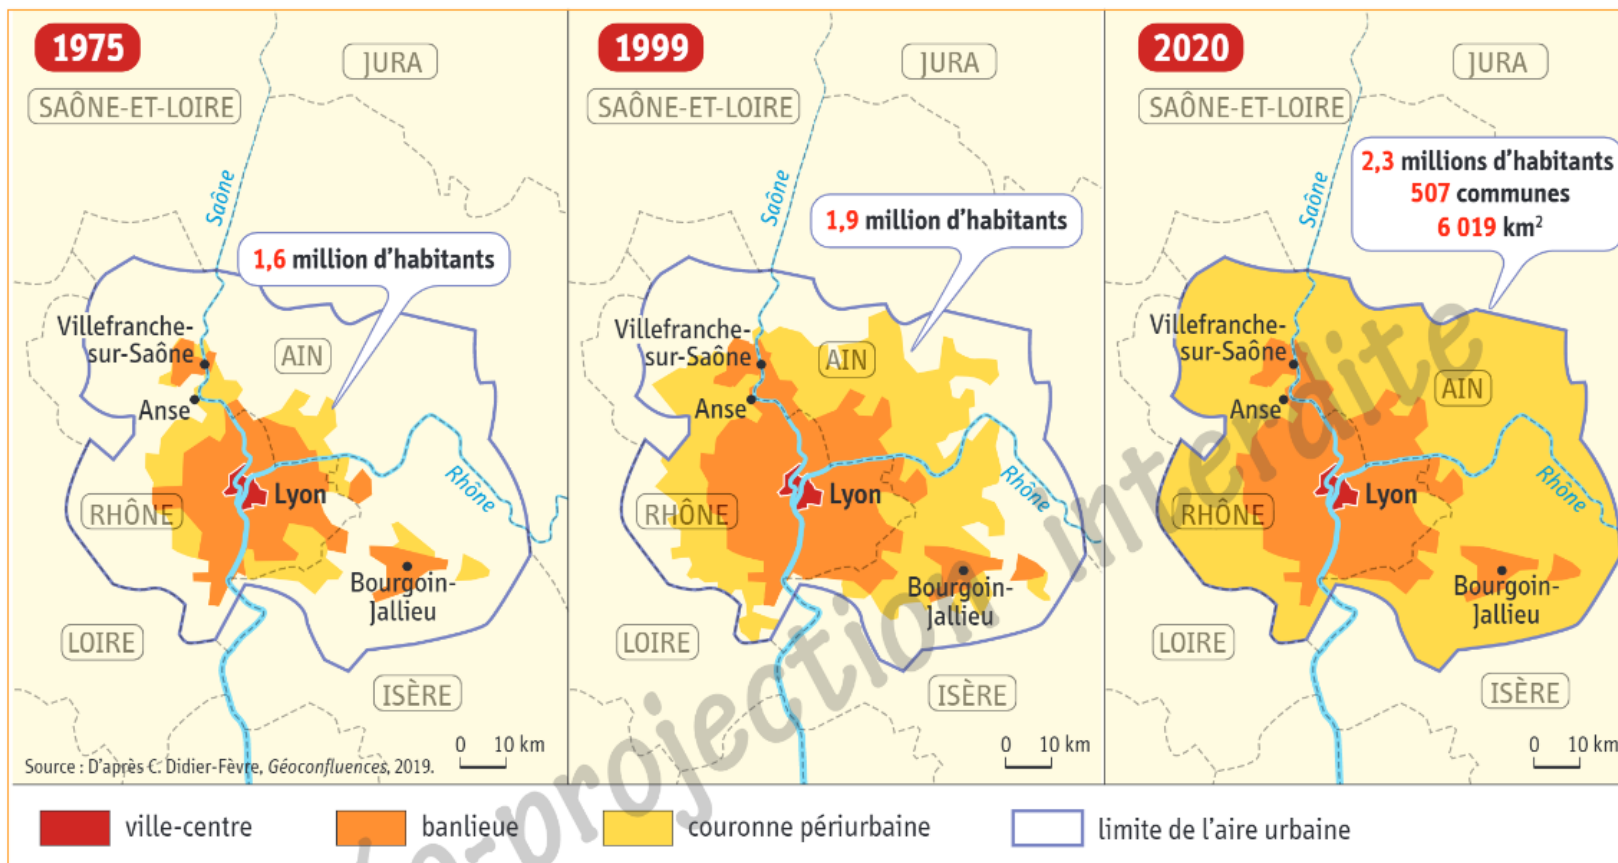 1975
JURA
SAÔNE-ET-LOIRE
Saône
1,6 million d'habitants
Villefranche-
sur-Saône
AIN
Anse
Rhône
Lyon
RHÔNE
Bourgoin-
Jallieu
LOIRE
ISÈRE
0 10 km
Source : D'après C. Didier-Fèvre, Géoconfluences, 2019.
1999
JURA
SAÔNE-ET-LOIRE
Saône
1,9 million d'habitants
Villefranche-
sur-Saône
AIN
Anse
Rhône
Lyon
RHÔNE
Bourgoin-
Jallieu
LOIRE
ISÈRE
0 10 km
2020
JURA
SAÔNE-ET-LOIRE
2,3 millions d'habitants
507 communes
6 019 km²
Saône
Villefranche-
sur-Saône
AIN
Anse
Rhône
Lyon
RHÔNE
Bourgoin-
Jallieu
LOIRE
ISÈRE
0 10 km
ville-centre
banlieue
couronne périurbaine
limite de l'aire urbaine
o-projection interdite